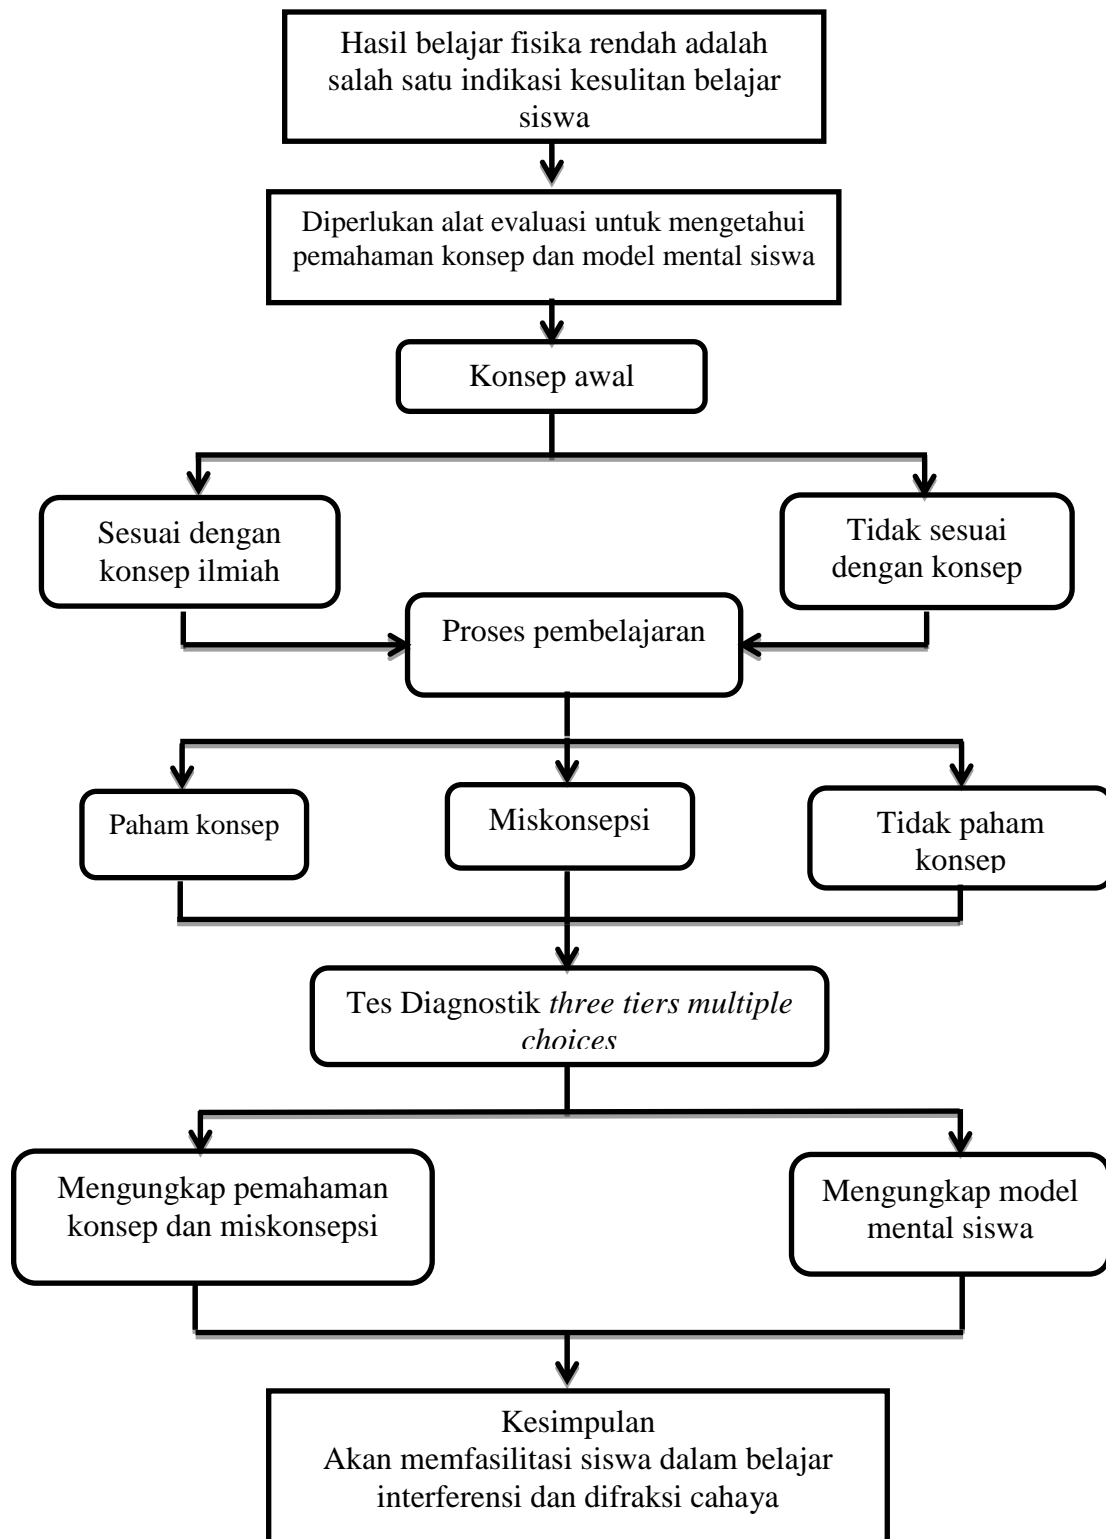 Hasil belajar fisika rendah adalah
salah satu indikasi kesulitan belajar
siswa
Diperlukan alat evaluasi untuk mengetahui
pemahaman konsep dan model mental siswa
Konsep awal
Sesuai dengan
konsep ilmiah
Tidak sesuai
dengan konsep
Proses pembelajaran
Paham konsep
Miskonsepsi
Tidak paham
konsep
Tes Diagnostik three tiers multiple
choices
Mengungkap pemahaman
konsep dan miskonsepsi
Mengungkap model
mental siswa
Kesimpulan
Akan memfasilitasi siswa dalam belajar
interferensi dan difraksi cahaya